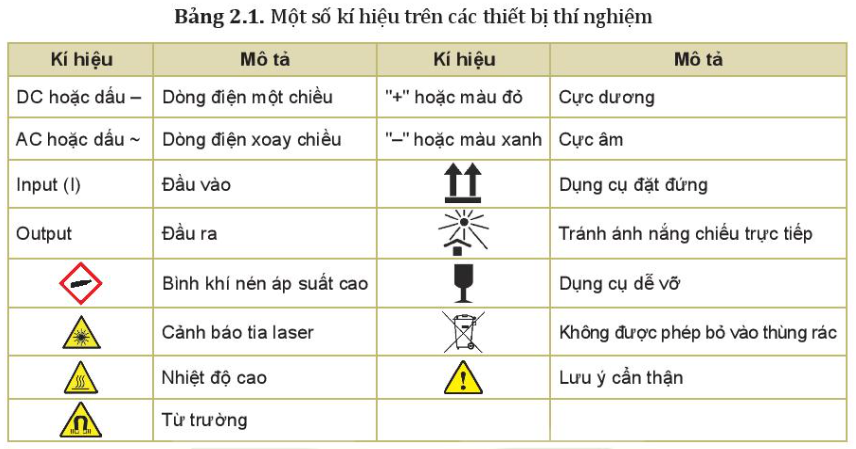 Bảng 2.1. Một số kí hiệu trên các thiết bị thí nghiệm
Kí hiệu Mô tả Kí hiệu Mô tả
DC hoặc dấu – Dòng điện một chiều "+" hoặc màu đỏ Cực dương
AC hoặc dấu ~ Dòng điện xoay chiều "–" hoặc màu xanh Cực âm
Input (I) Đầu vào Dụng cụ đặt đứng
Output Đầu ra Tránh ánh nắng chiếu trực tiếp
Bình khí nén áp suất cao Dụng cụ dễ vỡ
Cảnh báo tia laser Không được phép bỏ vào thùng rác
Nhiệt độ cao ! Lưu ý cẩn thận
Từ trường